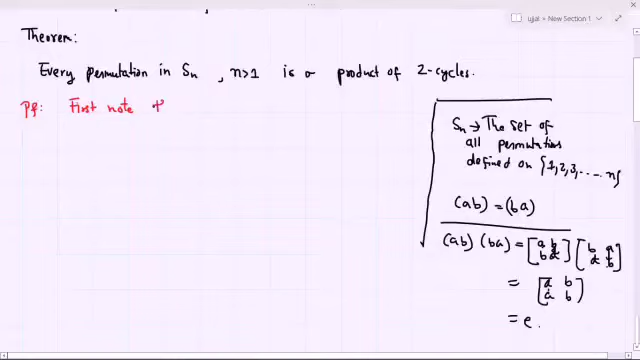 ujjal » New Section 1
Theorem:
Every permutation in Sn , n>1 is a product of 2-cycles.
Pf: First note
Sn → The set of
all permutations
defined on {1,2,3,......n}
(ab) = (ba)
(ab) (ba) = [a b [b a
b a] a b]
= [a b
a b]
= e.